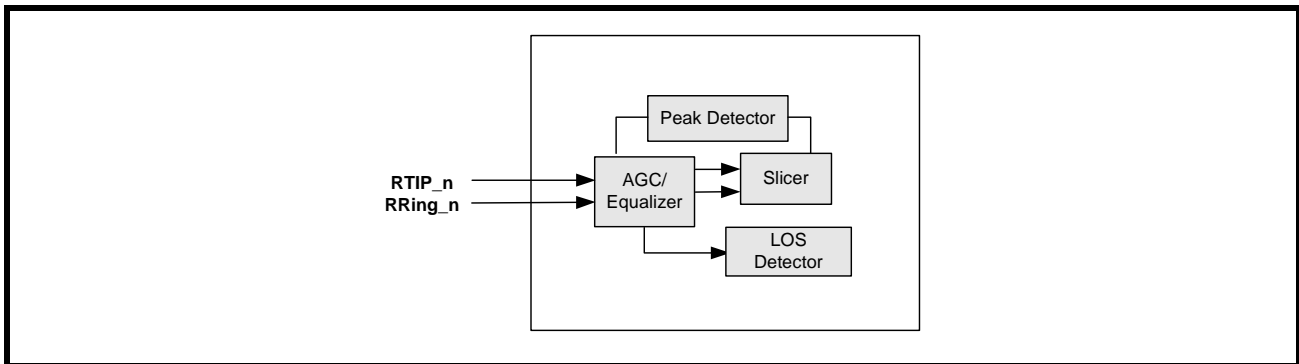 Peak Detector
RTIP_n
RRing_n
AGC/
Equalizer
Slicer
LOS
Detector